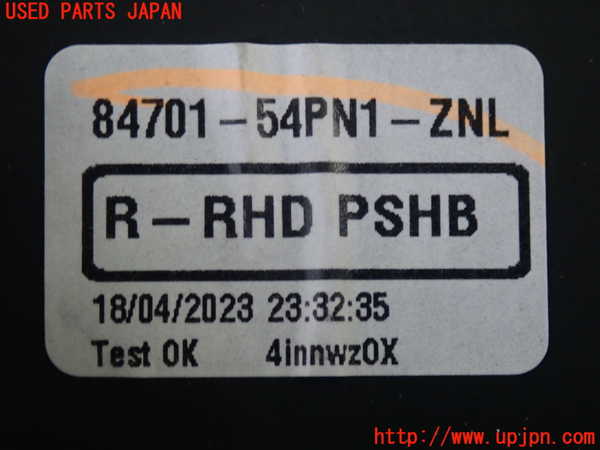 USED PARTS JAPAN
84701-54PN1-ZNL
R-RHD PSHB
18/04/2023 23:32:35
Test OK 4innwzOX
http://www.upjpn.com